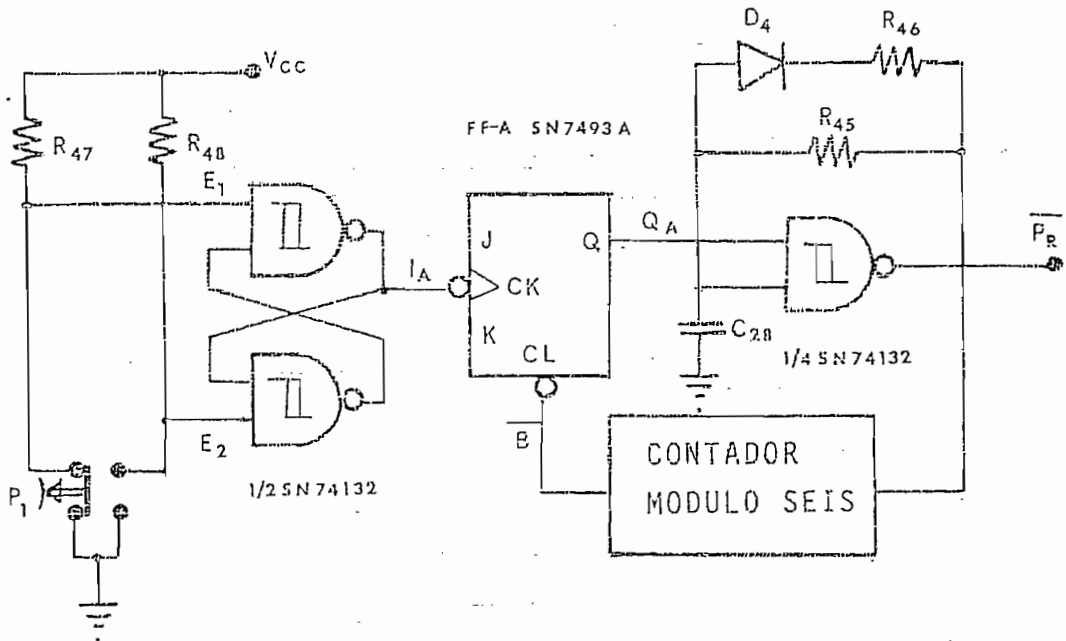 D4
R46
VCC
R47
R48
FF-A SN7493A
R45
E1
J
Q
QA
PR
IA
CK
K
CL
C28
1/4 SN74132
E2
B
CONTADOR
MODULO SEIS
P1
1/2 SN74132